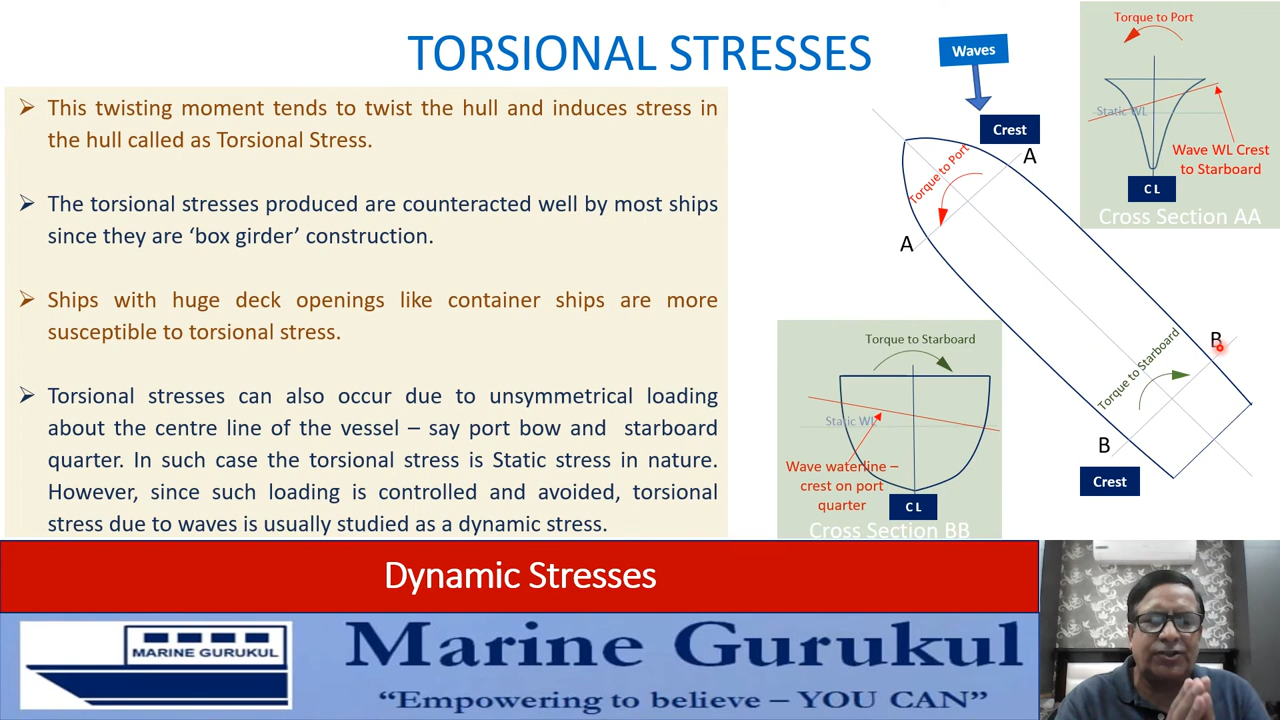 TORSIONAL STRESSES
➢ This twisting moment tends to twist the hull and induces stress in
the hull called as Torsional Stress.
➢ The torsional stresses produced are counteracted well by most ships
since they are ‘box girder’ construction.
➢ Ships with huge deck openings like container ships are more
susceptible to torsional stress.
➢ Torsional stresses can also occur due to unsymmetrical loading
about the centre line of the vessel – say port bow and starboard
quarter. In such case the torsional stress is Static stress in nature.
However, since such loading is controlled and avoided, torsional
stress due to waves is usually studied as a dynamic stress.
Waves
Crest
A
Torque to Port
A
B
Torque to Starboard
B
Crest
Torque to Port
Static WL
Wave WL Crest
to Starboard
C L
Cross Section AA
Torque to Starboard
Static WL
Wave waterline –
crest on port
quarter
C L
Cross Section BB
Dynamic Stresses
MARINE GURUKUL
Marine Gurukul
“Empowering to believe – YOU CAN”